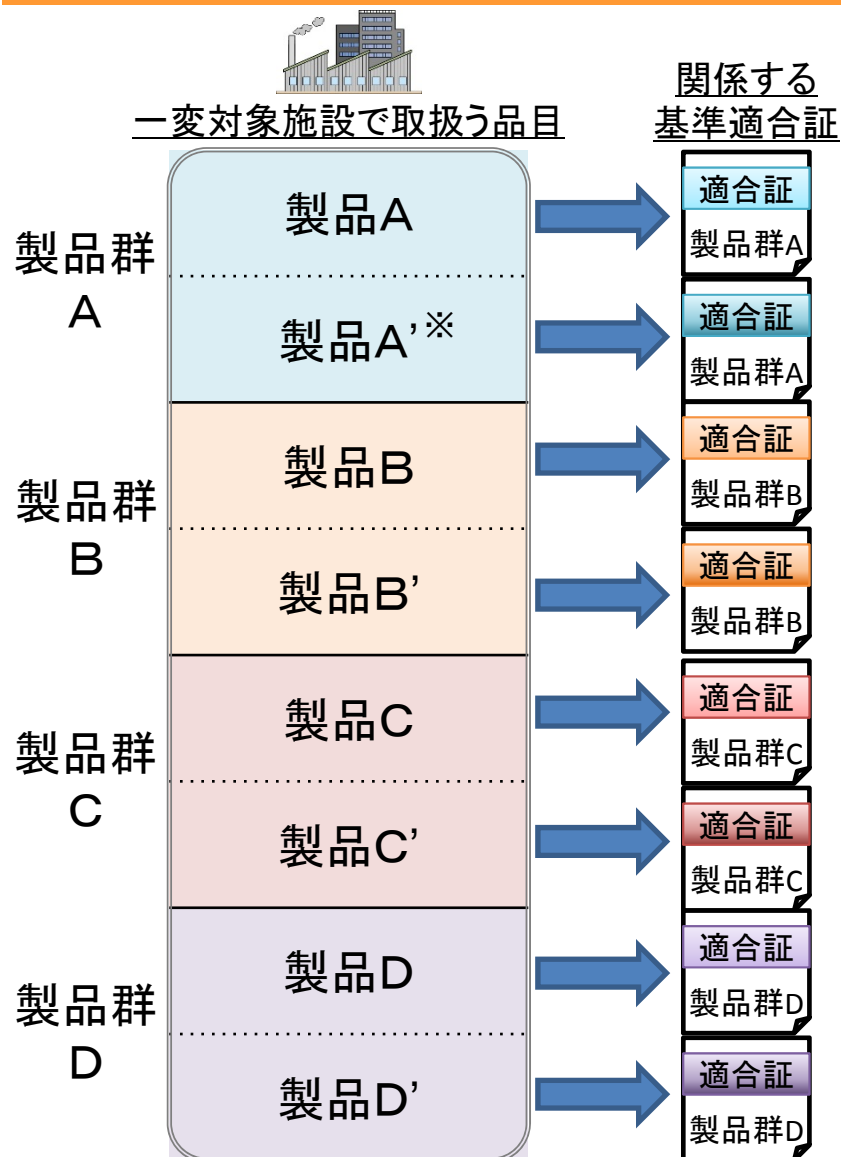 一変対象施設で取扱う品目
関係する
基準適合証
製品群
A
製品A
適合証
製品群A
製品A'※
適合証
製品群A
製品群
B
製品B
適合証
製品群B
製品B'
適合証
製品群B
製品群
C
製品C
適合証
製品群C
製品C'
適合証
製品群C
製品群
D
製品D
適合証
製品群D
製品D'
適合証
製品群D